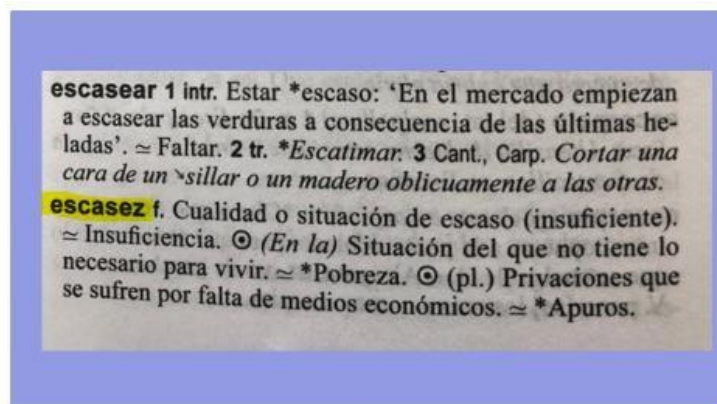 escasear 1 intr. Estar *escaso: ‘En el mercado empiezan
a escasear las verduras a consecuencia de las últimas he-
ladas’. ≃ Faltar. 2 tr. *Escatimar. 3 Cant., Carp. Cortar una
cara de un ➘sillar o un madero oblicuamente a las otras.
escasez f. Cualidad o situación de escaso (insuficiente).
≃ Insuficiencia. ⊙ (En la) Situación del que no tiene lo
necesario para vivir. ≃ *Pobreza. ⊙ (pl.) Privaciones que
se sufren por falta de medios económicos. ≃ *Apuros.